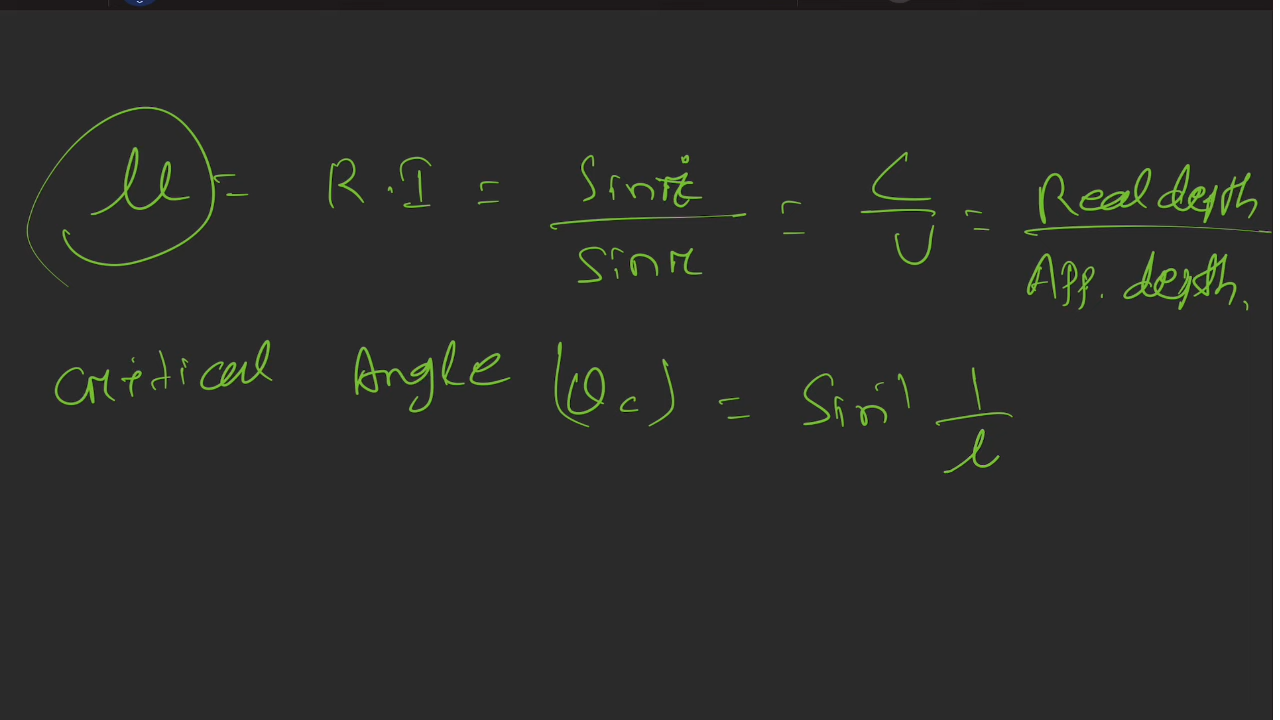 μ = R.I = Sin i / Sin r = C / V = Real depth / App. depth.
Critical Angle (θc) = Sin⁻¹ 1/μ